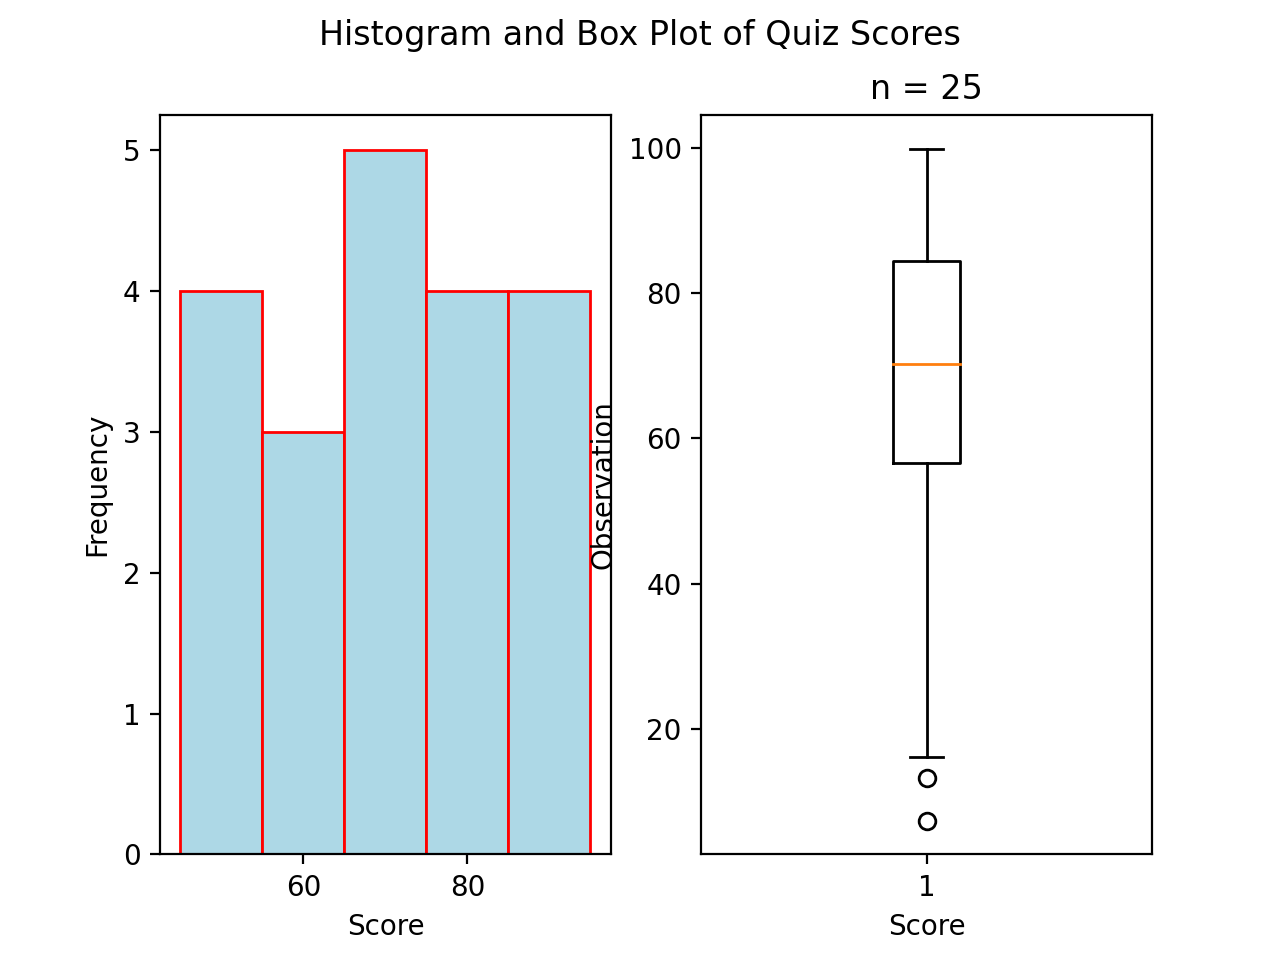 Histogram and Box Plot of Quiz Scores
5
4
3
2
1
0
Frequency
60 80
Score
n = 25
100
80
60
40
20
Observation
1
Score